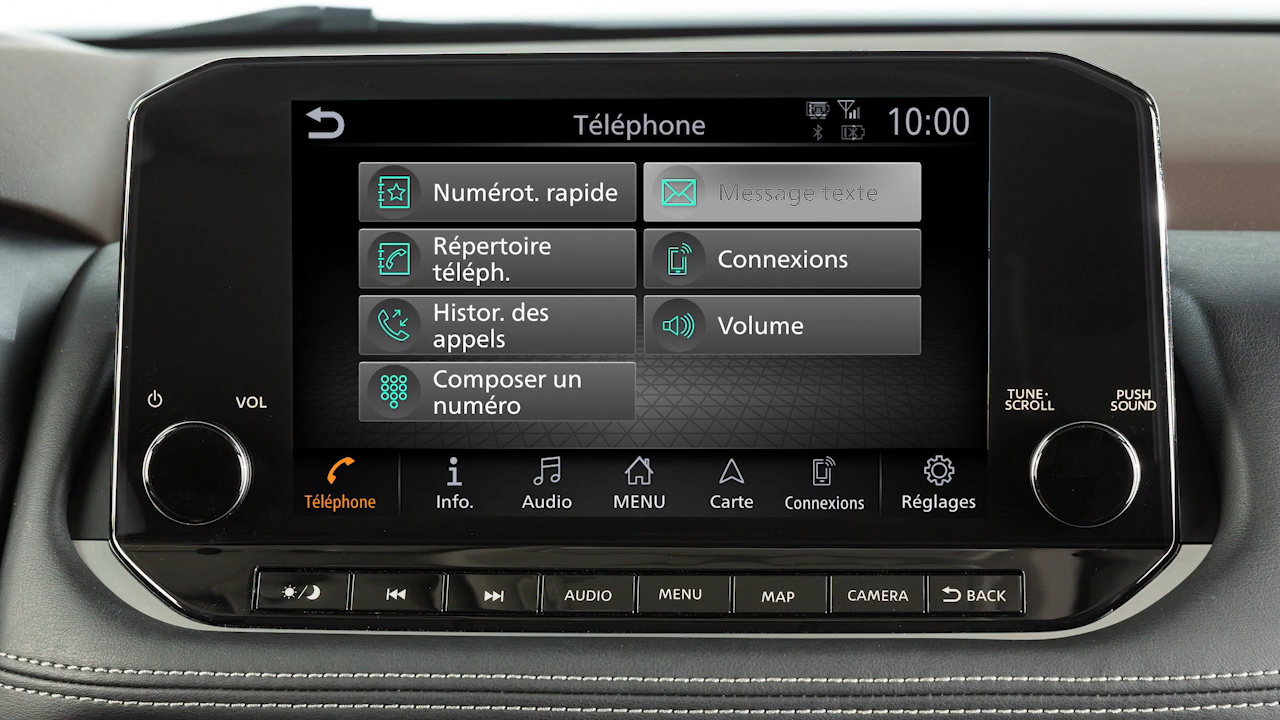 Téléphone
10:00
Numérot. rapide
Message texte
Répertoire
téléph.
Connexions
Histor. des
appels
Volume
Composer un
numéro
VOL
TUNE·
SCROLL
PUSH
SOUND
Téléphone
Info.
Audio
MENU
Carte
Connexions
Réglages
AUDIO
MENU
MAP
CAMERA
BACK